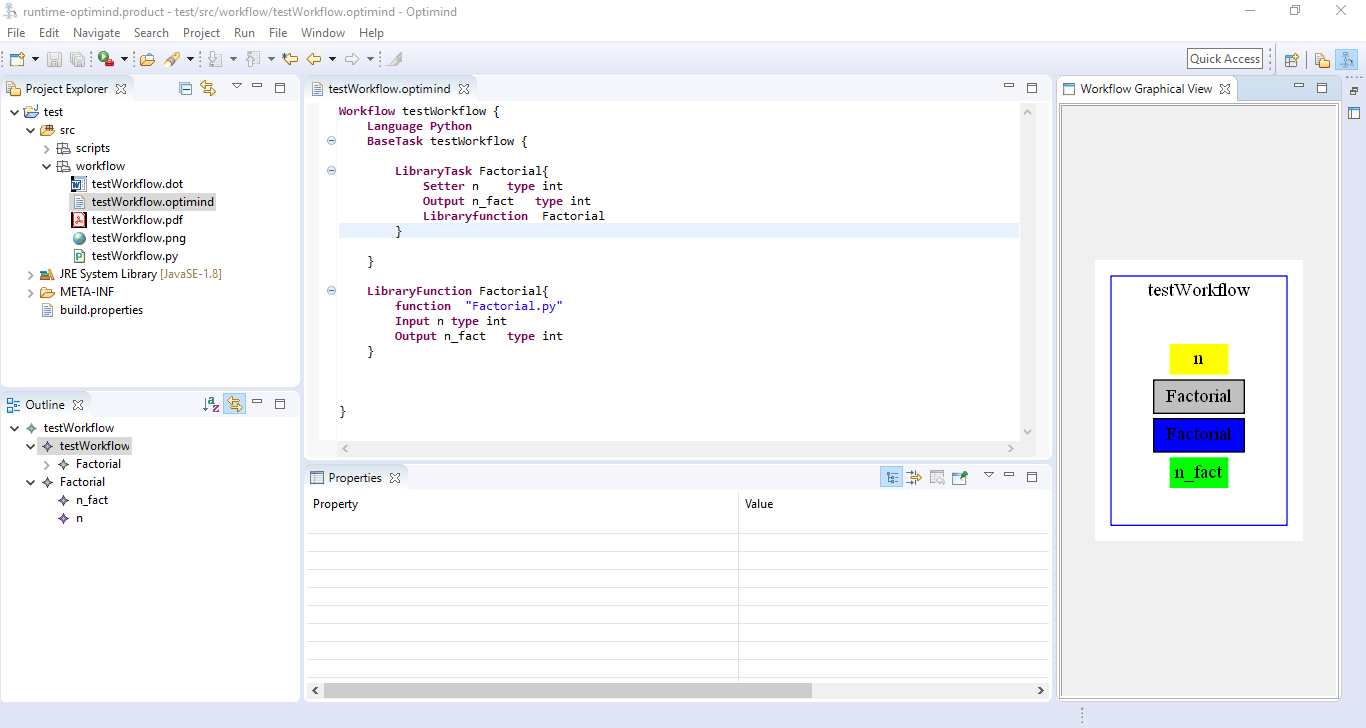 runtime-optimind.product - test/src/workflow/testWorkflow.optimind - Optimind
File Edit Navigate Search Project Run File Window Help
Quick Access
Project Explorer
test
src
scripts
workflow
testWorkflow.dot
testWorkflow.optimind
testWorkflow.pdf
testWorkflow.png
testWorkflow.py
JRE System Library [JavaSE-1.8]
META-INF
build.properties
Outline
testWorkflow
testWorkflow
Factorial
Factorial
n_fact
n
testWorkflow.optimind
Workflow testWorkflow {
Language Python
BaseTask testWorkflow {
LibraryTask Factorial{
Setter n type int
Output n_fact type int
Libraryfunction Factorial
}
}
LibraryFunction Factorial{
function "Factorial.py"
Input n type int
Output n_fact type int
}
}
Properties
Property Value
Workflow Graphical View
testWorkflow
n
Factorial
Factorial
n_fact